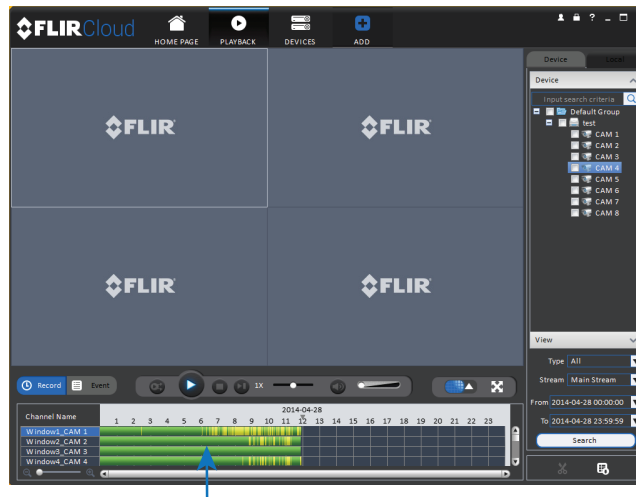 FLIR Cloud
HOME PAGE
PLAYBACK
DEVICES
ADD
?
Device
Local
Device
Input search criteria
Default Group
test
CAM 1
CAM 2
CAM 3
CAM 4
CAM 5
CAM 6
CAM 7
CAM 8
FLIR
FLIR
FLIR
FLIR
View
Type All
Stream Main Stream
From 2014-04-28 00:00:00
To 2014-04-28 23:59:59
Search
Record
Event
1X
2014-04-28
Channel Name
1 2 3 4 5 6 7 8 9 10 11 12 13 14 15 16 17 18 19 20 21 22 23
Window1_CAM 1
Window2_CAM 2
Window3_CAM 3
Window4_CAM 4